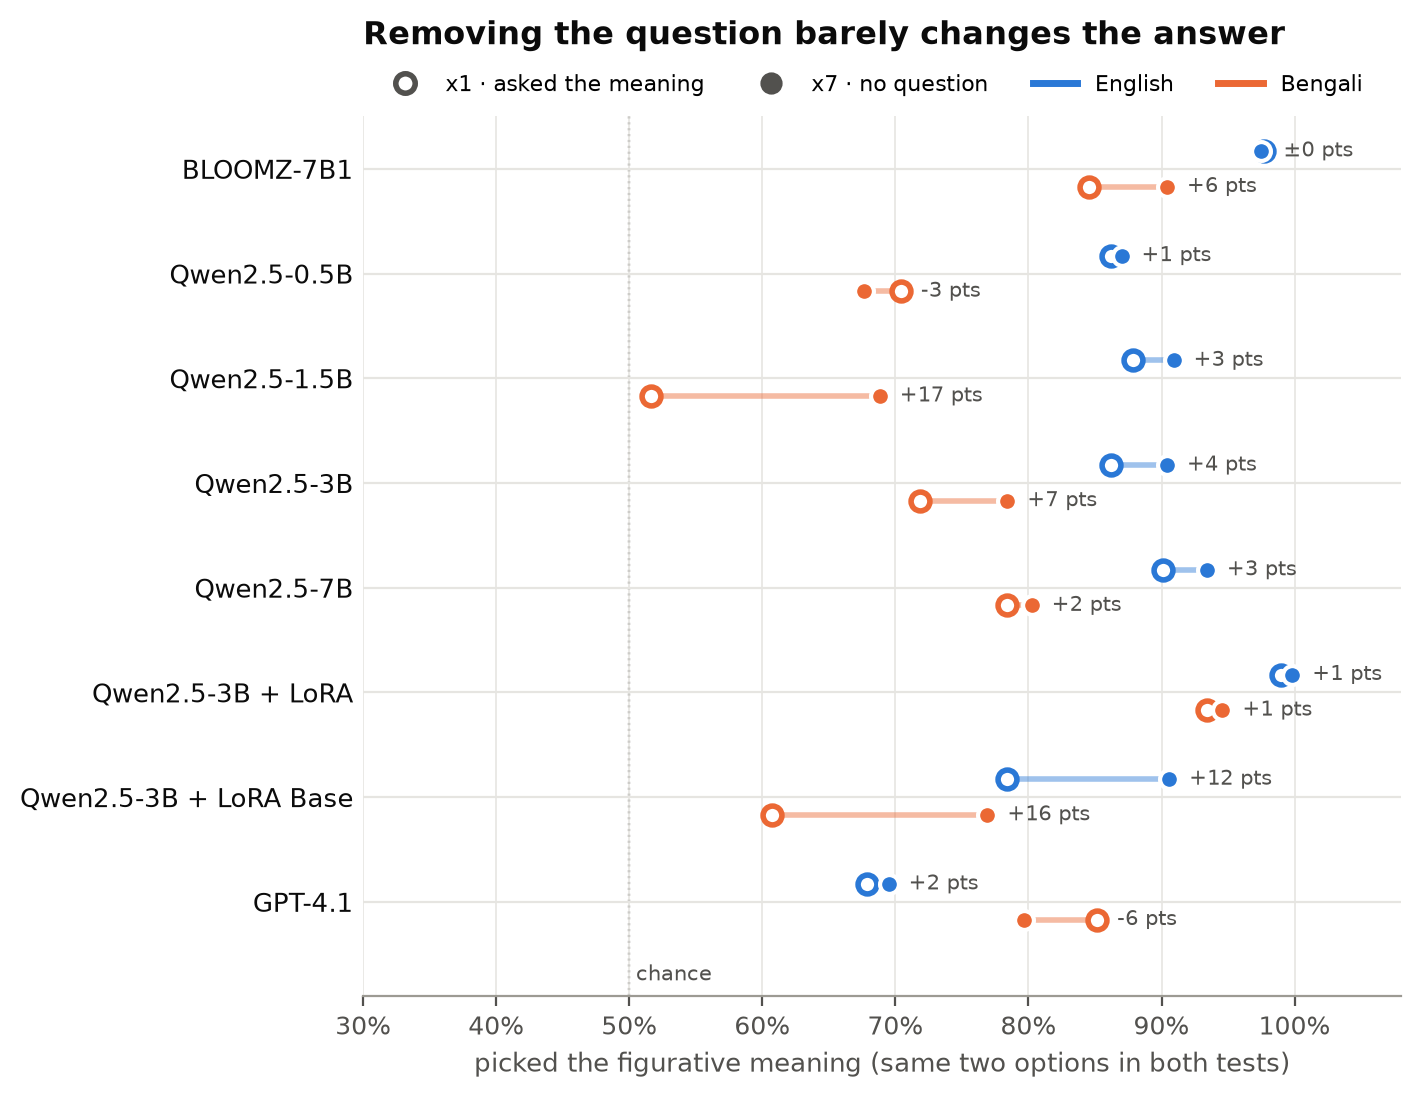 Removing the question barely changes the answer
x1 · asked the meaning x7 · no question English Bengali
BLOOMZ-7B1
±0 pts
+6 pts
Qwen2.5-0.5B
+1 pts
-3 pts
Qwen2.5-1.5B
+3 pts
+17 pts
Qwen2.5-3B
+4 pts
+7 pts
Qwen2.5-7B
+3 pts
+2 pts
Qwen2.5-3B + LoRA
+1 pts
+1 pts
Qwen2.5-3B + LoRA Base
+12 pts
+16 pts
GPT-4.1
+2 pts
-6 pts
chance
30% 40% 50% 60% 70% 80% 90% 100%
picked the figurative meaning (same two options in both tests)